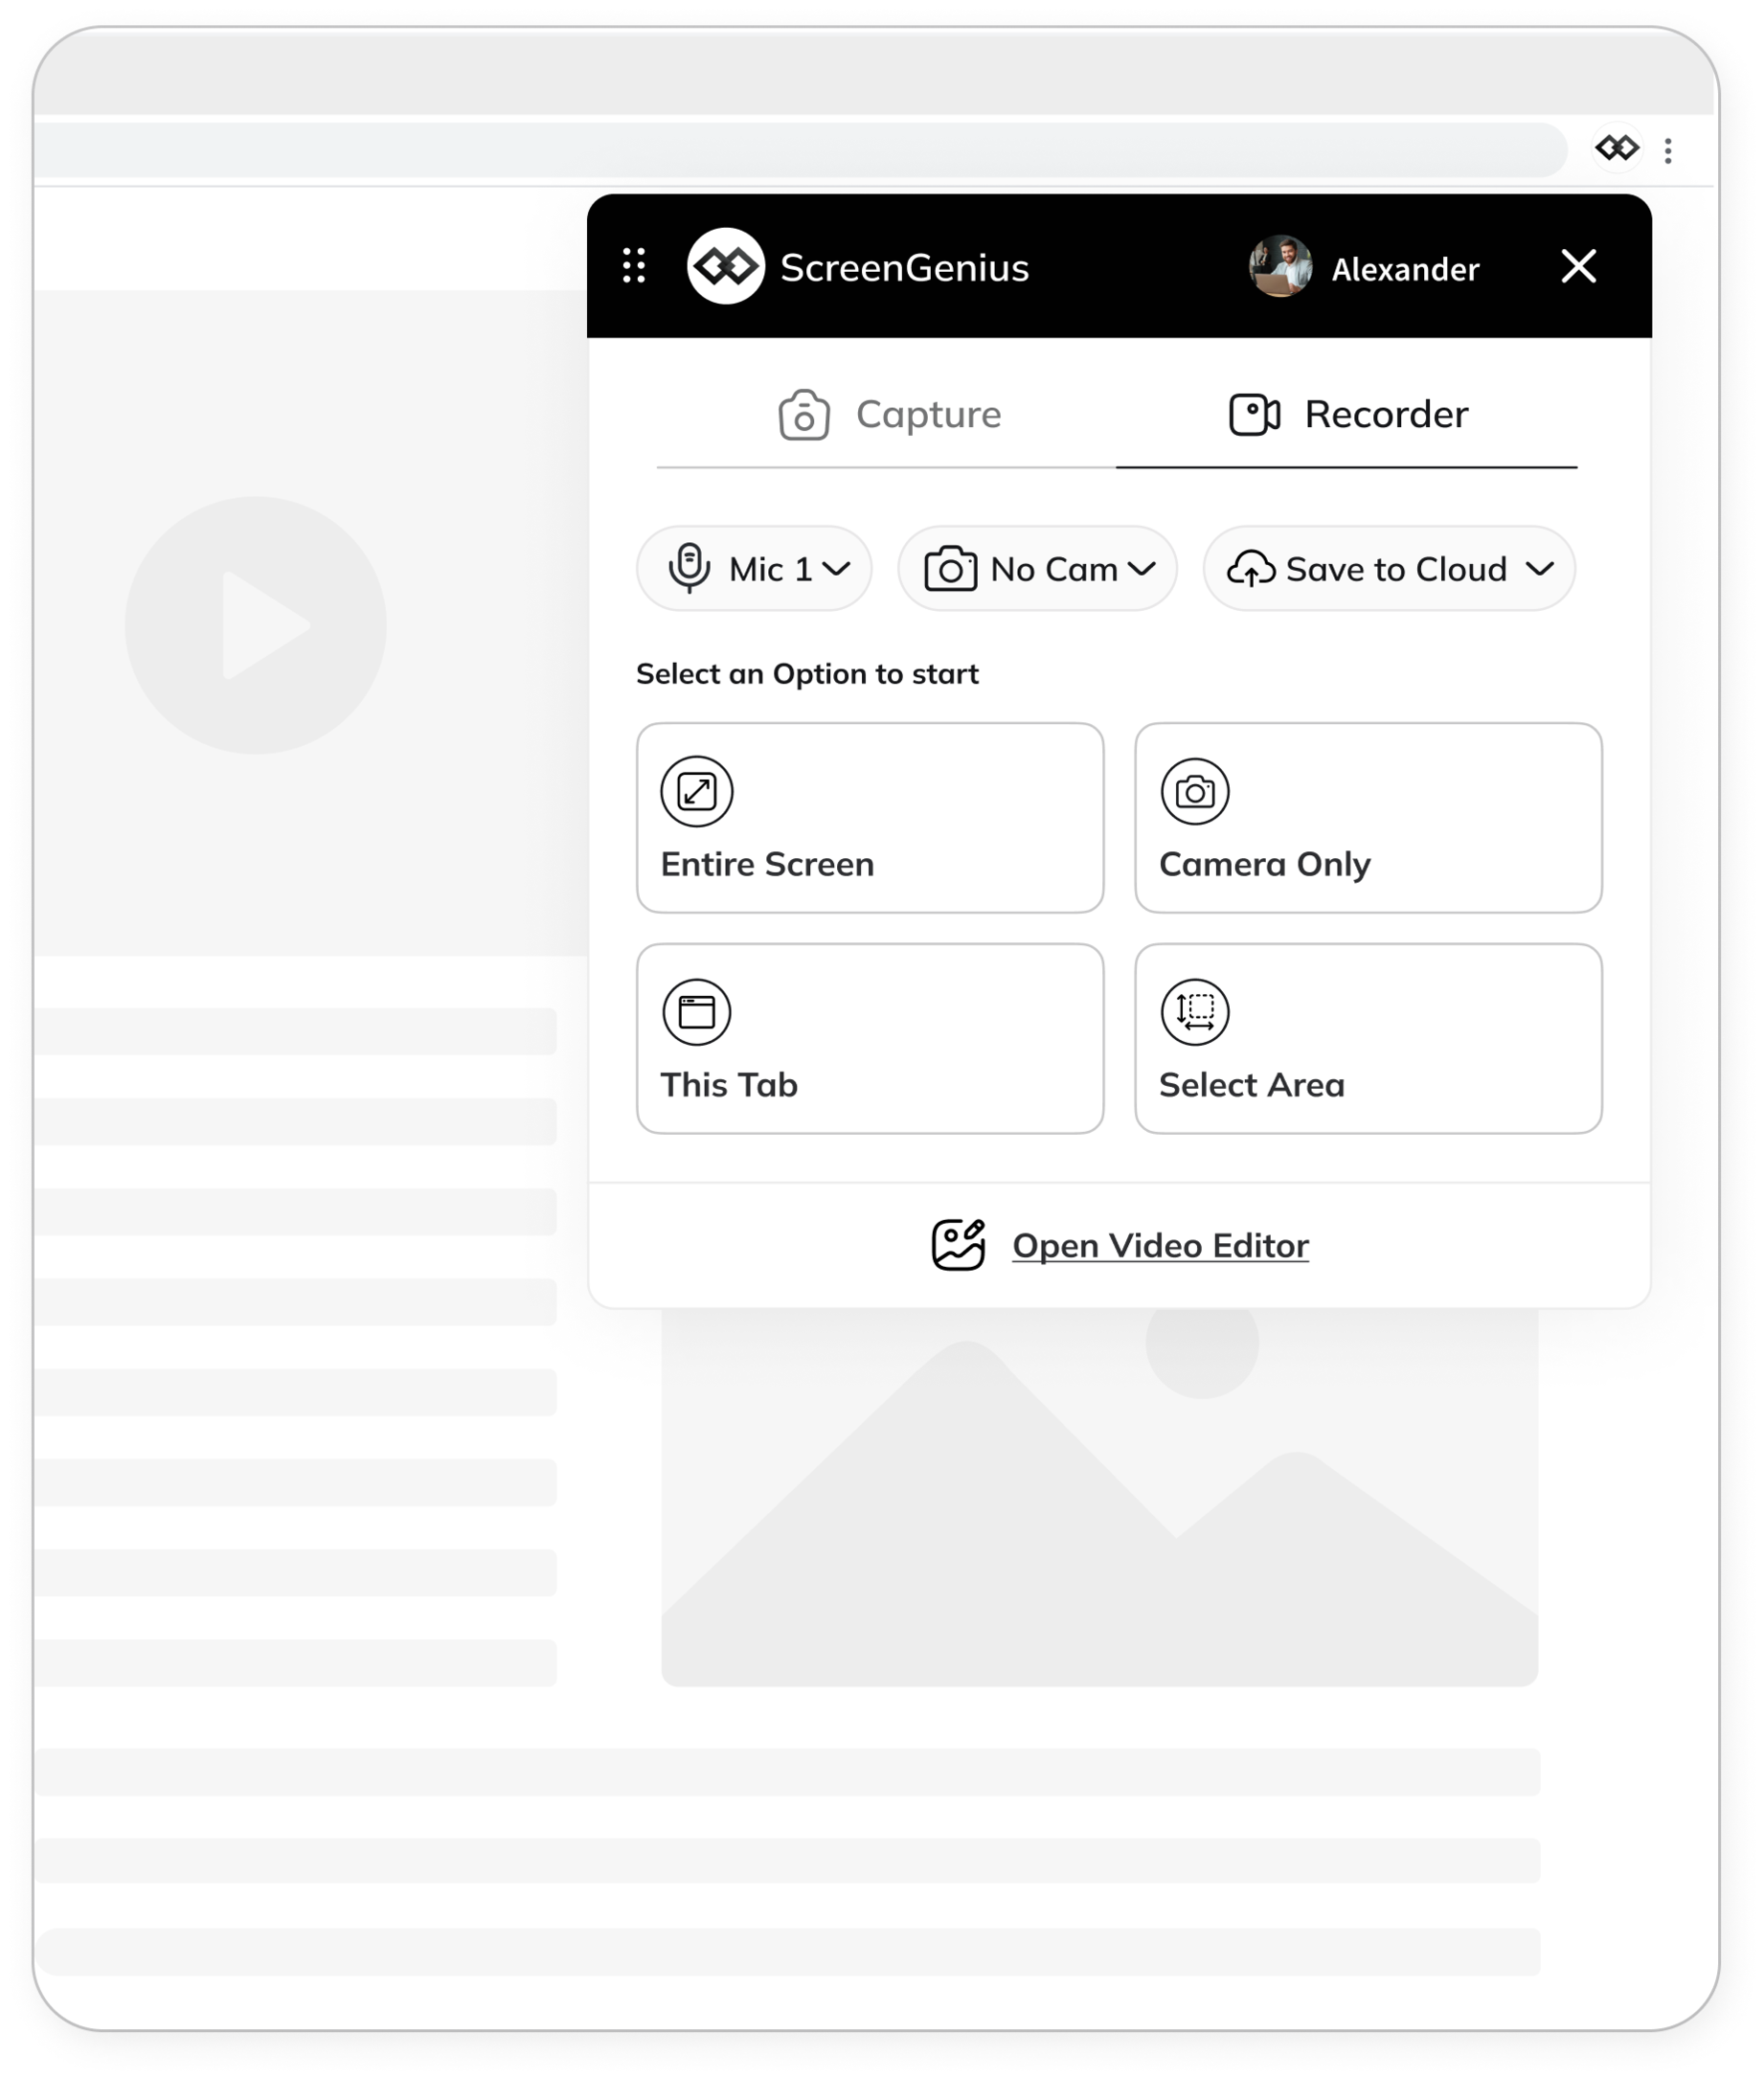 ScreenGenius
Alexander
Capture
Recorder
Mic 1
No Cam
Save to Cloud
Select an Option to start
Entire Screen
Camera Only
This Tab
Select Area
Open Video Editor